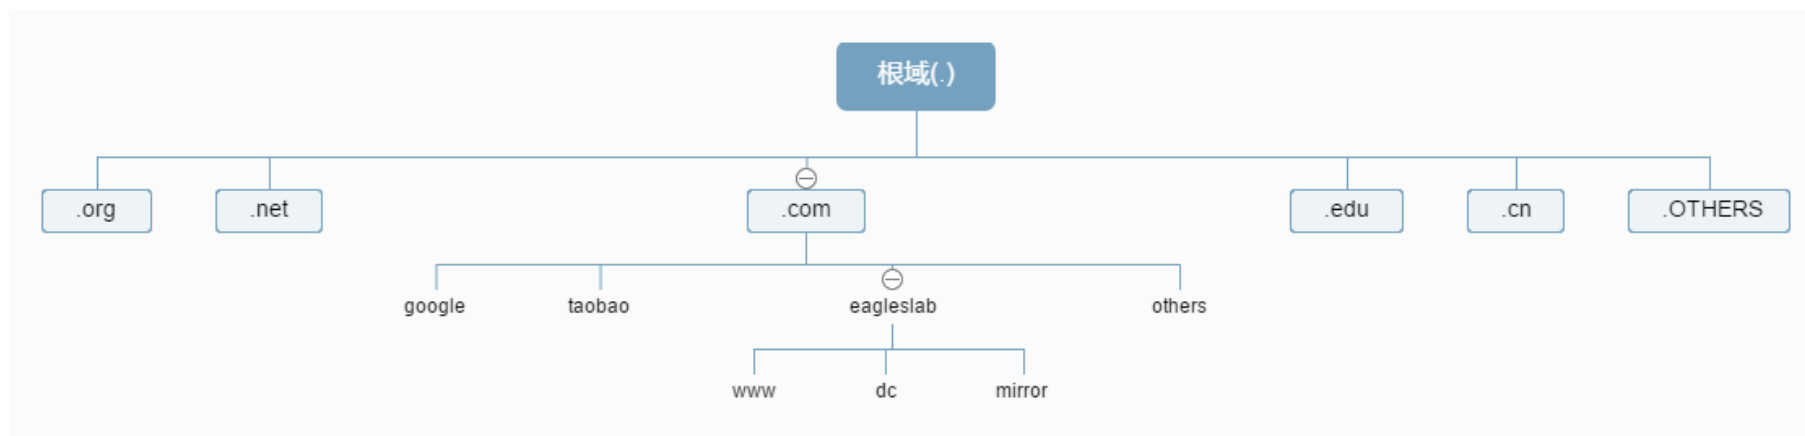 根域(.)
.org
.net
.com
.edu
.cn
.OTHERS
google
taobao
eagleslab
others
www
dc
mirror